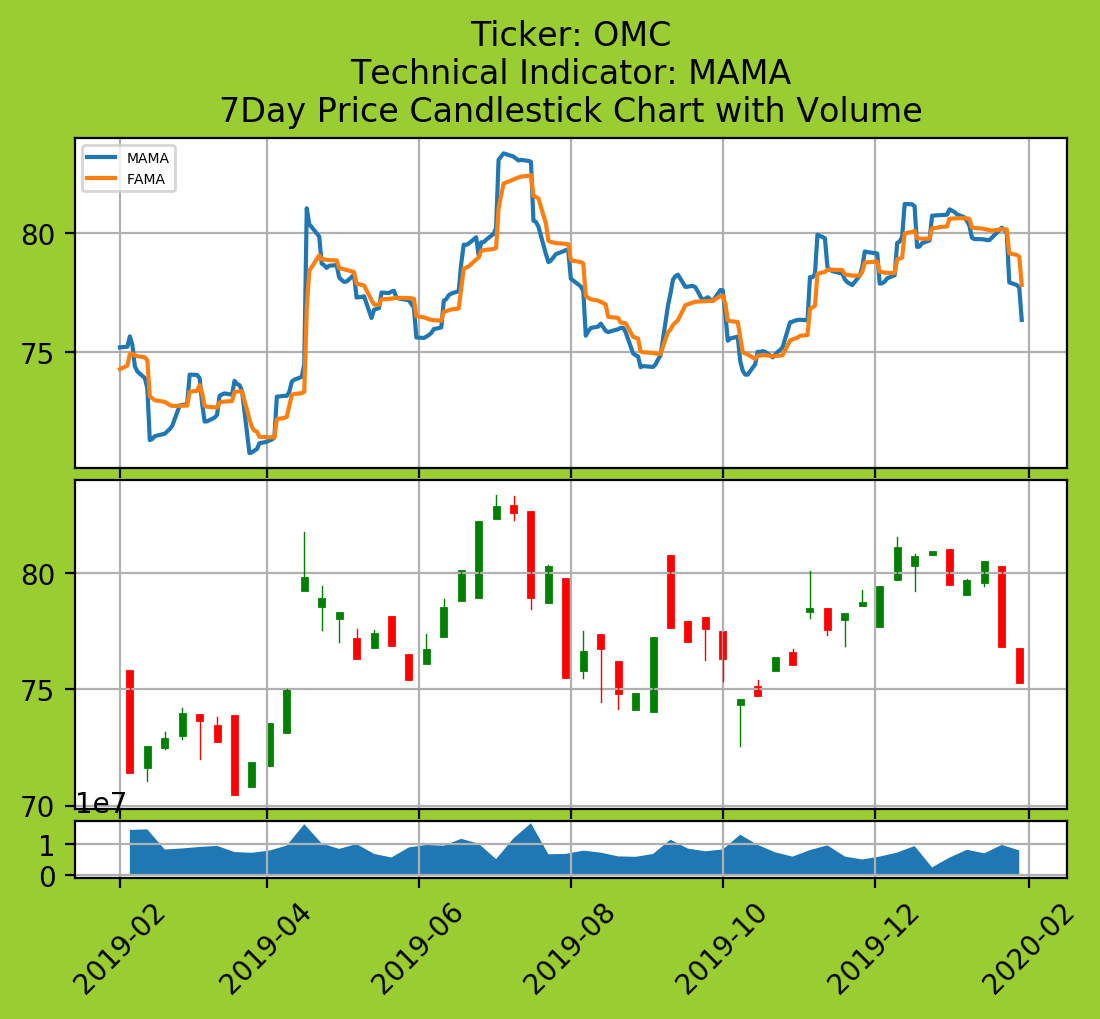 Ticker: OMC
Technical Indicator: MAMA
7Day Price Candlestick Chart with Volume
MAMA
FAMA
80
75
80
75
70
1e7
1
0
2019-02
2019-04
2019-06
2019-08
2019-10
2019-12
2020-02